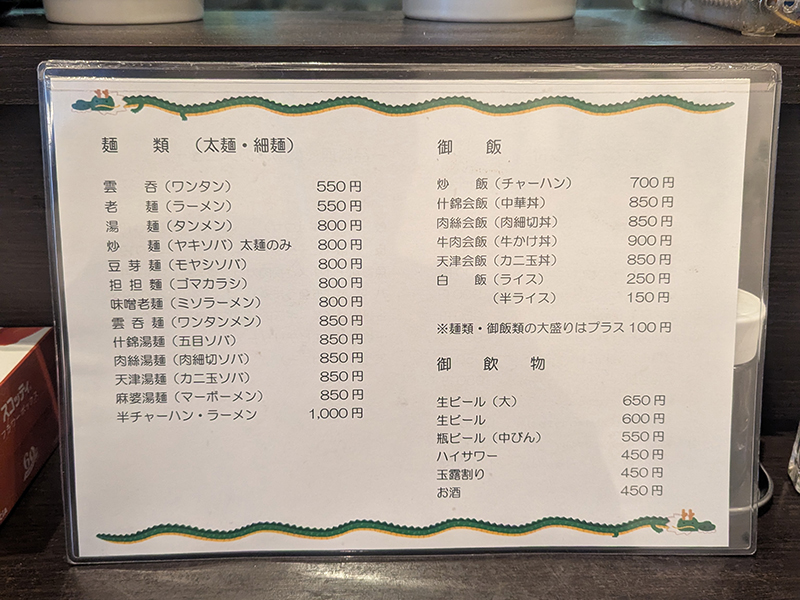 麺 類 （太麺・細麺）
雲 呑（ワンタン） 550円
老 麺（ラーメン） 550円
湯 麺（タンメン） 800円
炒 麺（ヤキソバ）太麺のみ 800円
豆 芽 麺（モヤシソバ） 800円
担 担 麺（ゴマカラシ） 800円
味噌老麺（ミソラーメン） 800円
雲 呑 麺（ワンタンメン） 850円
什錦湯麺（五目ソバ） 850円
肉絲湯麺（肉細切ソバ） 850円
天津湯麺（カニ玉ソバ） 850円
麻婆湯麺（マーボーメン） 850円
半チャーハン・ラーメン 1,000円
御 飯
炒 飯（チャーハン） 700円
什錦会飯（中華丼） 850円
肉絲会飯（肉細切丼） 850円
牛肉会飯（牛かけ丼） 900円
天津会飯（カニ玉丼） 850円
白 飯（ライス） 250円
（半ライス） 150円
※麺類・御飯類の大盛りはプラス100円
御 飲 物
生ビール（大） 650円
生ビール 600円
瓶ビール（中びん） 550円
ハイサワー 450円
玉露割り 450円
お酒 450円
スコッティ